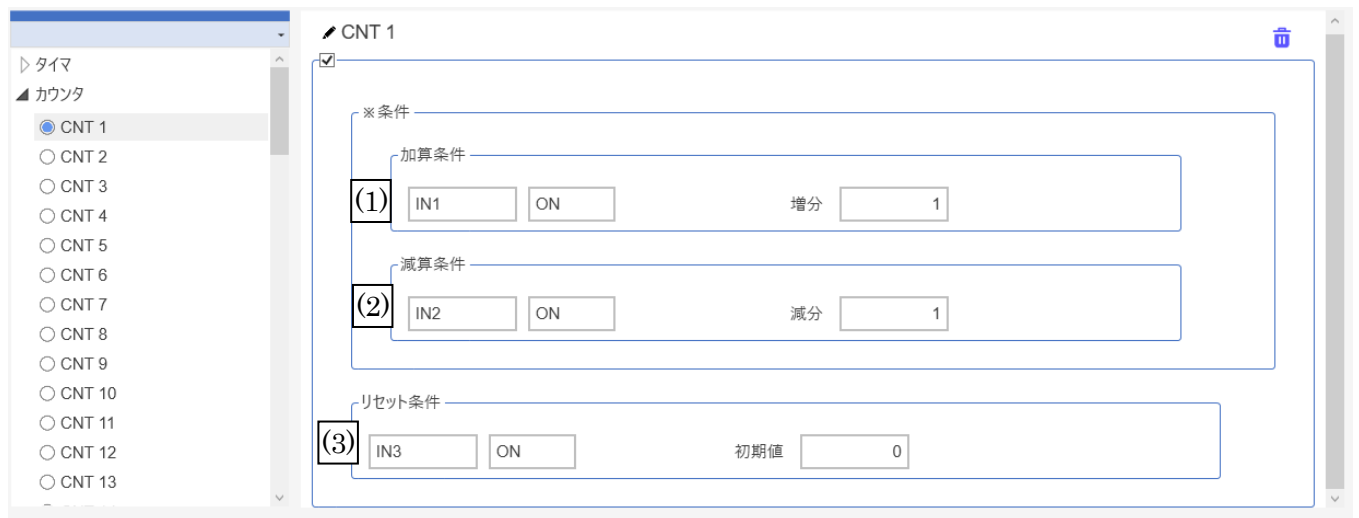 タイマ
カウンタ
CNT 1
CNT 2
CNT 3
CNT 4
CNT 5
CNT 6
CNT 7
CNT 8
CNT 9
CNT 10
CNT 11
CNT 12
CNT 13
CNT 1
※条件
加算条件
(1) IN1 ON 増分 1
減算条件
(2) IN2 ON 減分 1
リセット条件
(3) IN3 ON 初期値 0